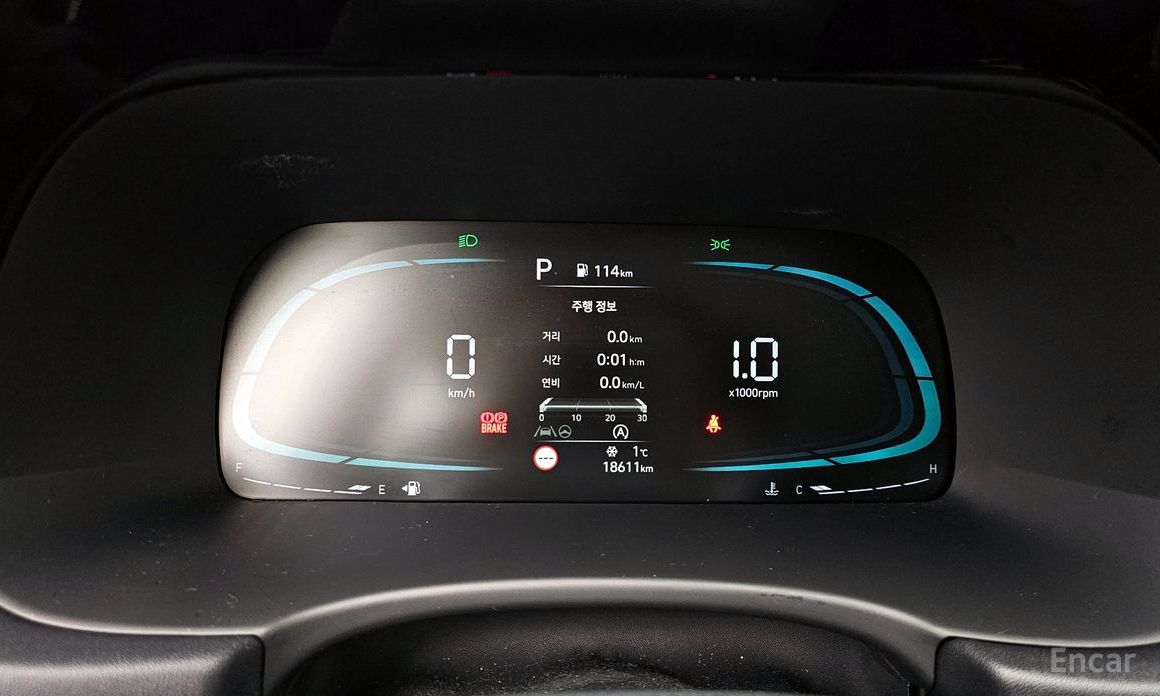 P 114km
주행 정보
거리 0.0km
시간 0:01h:m
연비 0.0km/L
0 10 20 30
0
km/h
1.0
x1000rpm
P
BRAKE
A
---
1℃
18611km
F E
C H
Encar